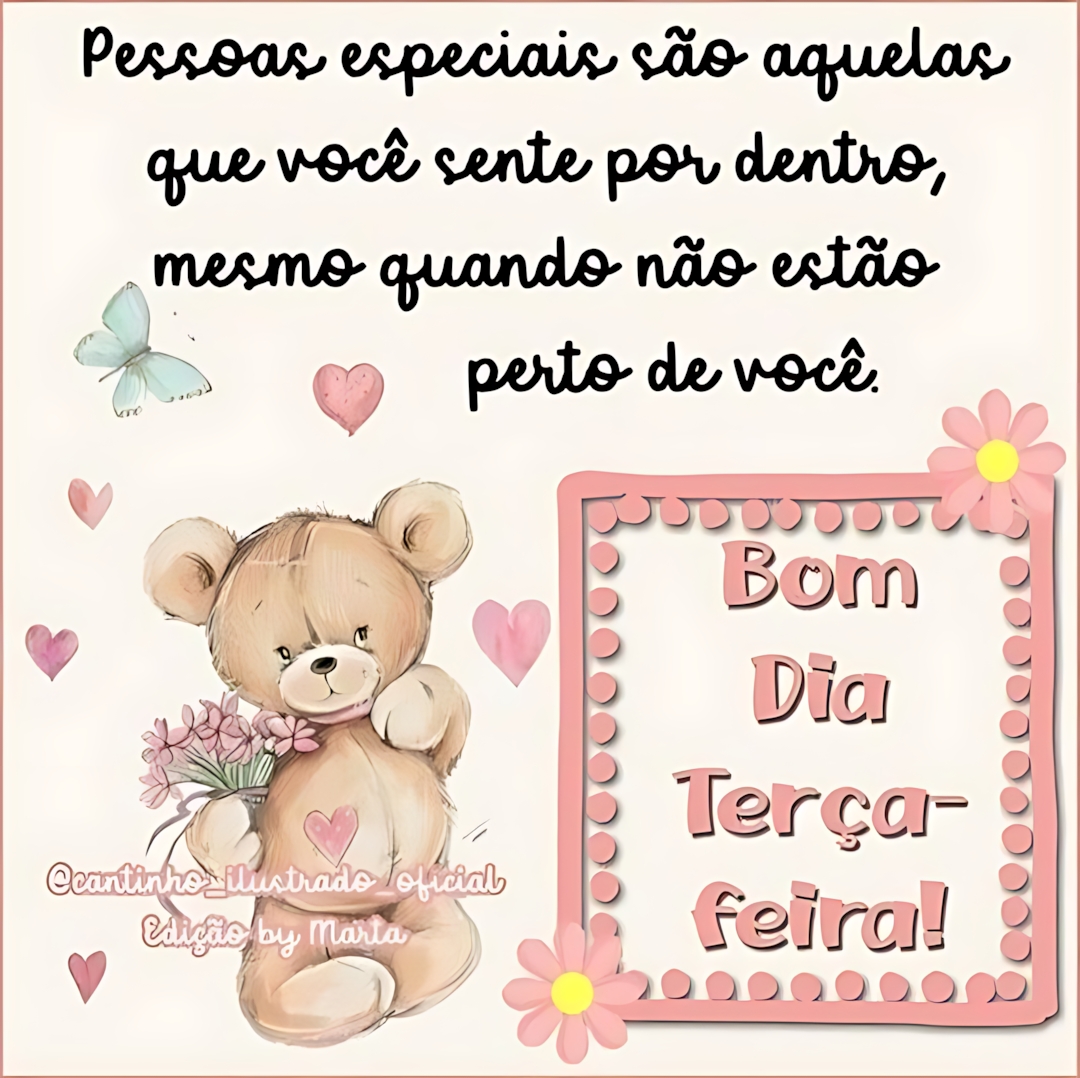 Pessoas especiais são aquelas
que você sente por dentro,
mesmo quando não estão
perto de você.
Bom
Dia
Terça-
feira!
@cantinho_ilustrado_oficial
Edição by Marta